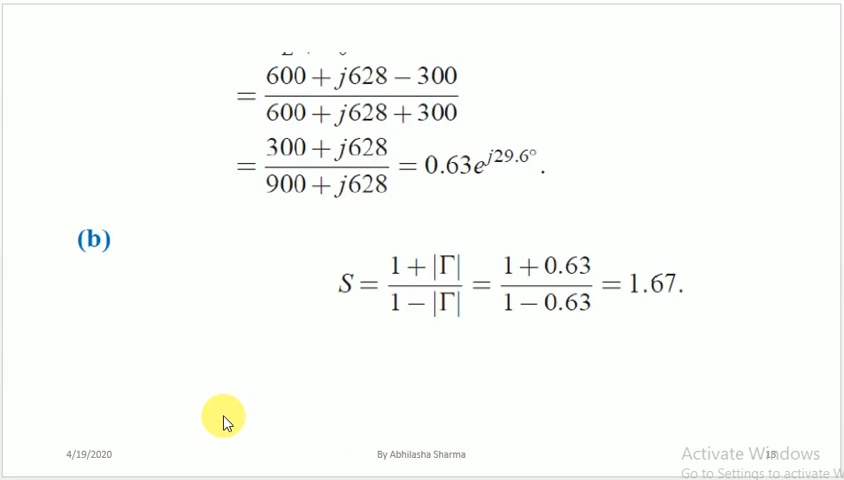 = (600 + j628 − 300) / (600 + j628 + 300)
= (300 + j628) / (900 + j628) = 0.63e^{j29.6°}.
(b)
S = (1 + |Γ|) / (1 − |Γ|) = (1 + 0.63) / (1 − 0.63) = 1.67.
4/19/2020
By Abhilasha Sharma
13
Activate Windows
Go to Settings to activate W